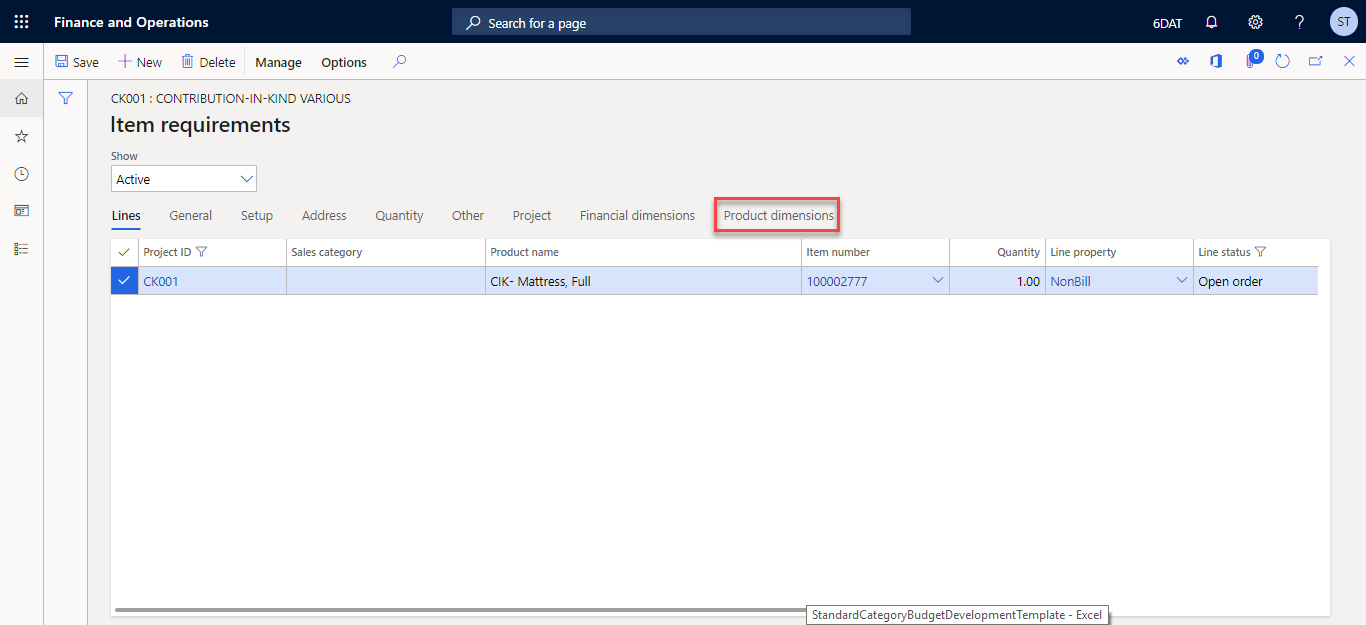 Finance and Operations
Search for a page
6DAT
?
ST
Save
New
Delete
Manage
Options
0
CK001 : CONTRIBUTION-IN-KIND VARIOUS
Item requirements
Show
Active
Lines General Setup Address Quantity Other Project Financial dimensions Product dimensions
Project ID Sales category Product name Item number Quantity Line property Line status
CK001 CIK- Mattress, Full 100002777 1.00 NonBill Open order
StandardCategoryBudgetDevelopmentTemplate - Excel